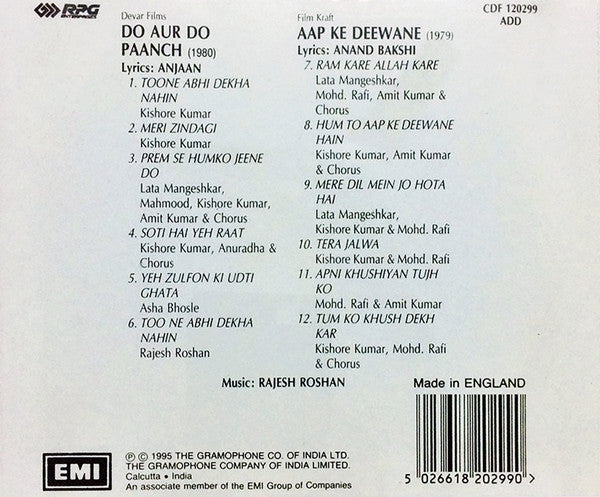 RPG
ENTERPRISES
Devar Films
DO AUR DO
PAANCH (1980)
Lyrics: ANJAAN
1. TOONE ABHI DEKHA
NAHIN
Kishore Kumar
2. MERI ZINDAGI
Kishore Kumar
3. PREM SE HUMKO JEENE
DO
Lata Mangeshkar,
Mahmood, Kishore Kumar,
Amit Kumar & Chorus
4. SOTI HAI YEH RAAT
Kishore Kumar, Anuradha &
Chorus
5. YEH ZULFON KI UDTI
GHATA
Asha Bhosle
6. TOO NE ABHI DEKHA
NAHIN
Rajesh Roshan
Film Kraft
AAP KE DEEWANE (1979)
Lyrics: ANAND BAKSHI
7. RAM KARE ALLAH KARE
Lata Mangeshkar,
Mohd. Rafi, Amit Kumar &
Chorus
8. HUM TO AAP KE DEEWANE
HAIN
Kishore Kumar, Amit Kumar
& Chorus
9. MERE DIL MEIN JO HOTA
HAI
Lata Mangeshkar,
Kishore Kumar & Mohd. Rafi
10. TERA JALWA
Kishore Kumar & Mohd. Rafi
11. APNI KHUSHIYAN TUJH
KO
Mohd. Rafi & Amit Kumar
12. TUM KO KHUSH DEKH
KAR
Kishore Kumar, Mohd. Rafi
& Chorus
CDF 120299
ADD
Music: RAJESH ROSHAN
Made in ENGLAND
EMI
Ⓟ © 1995 THE GRAMOPHONE CO. OF INDIA LTD.
THE GRAMOPHONE COMPANY OF INDIA LIMITED.
Calcutta • India
An associate member of the EMI Group of Companies
5 026618 202990 >